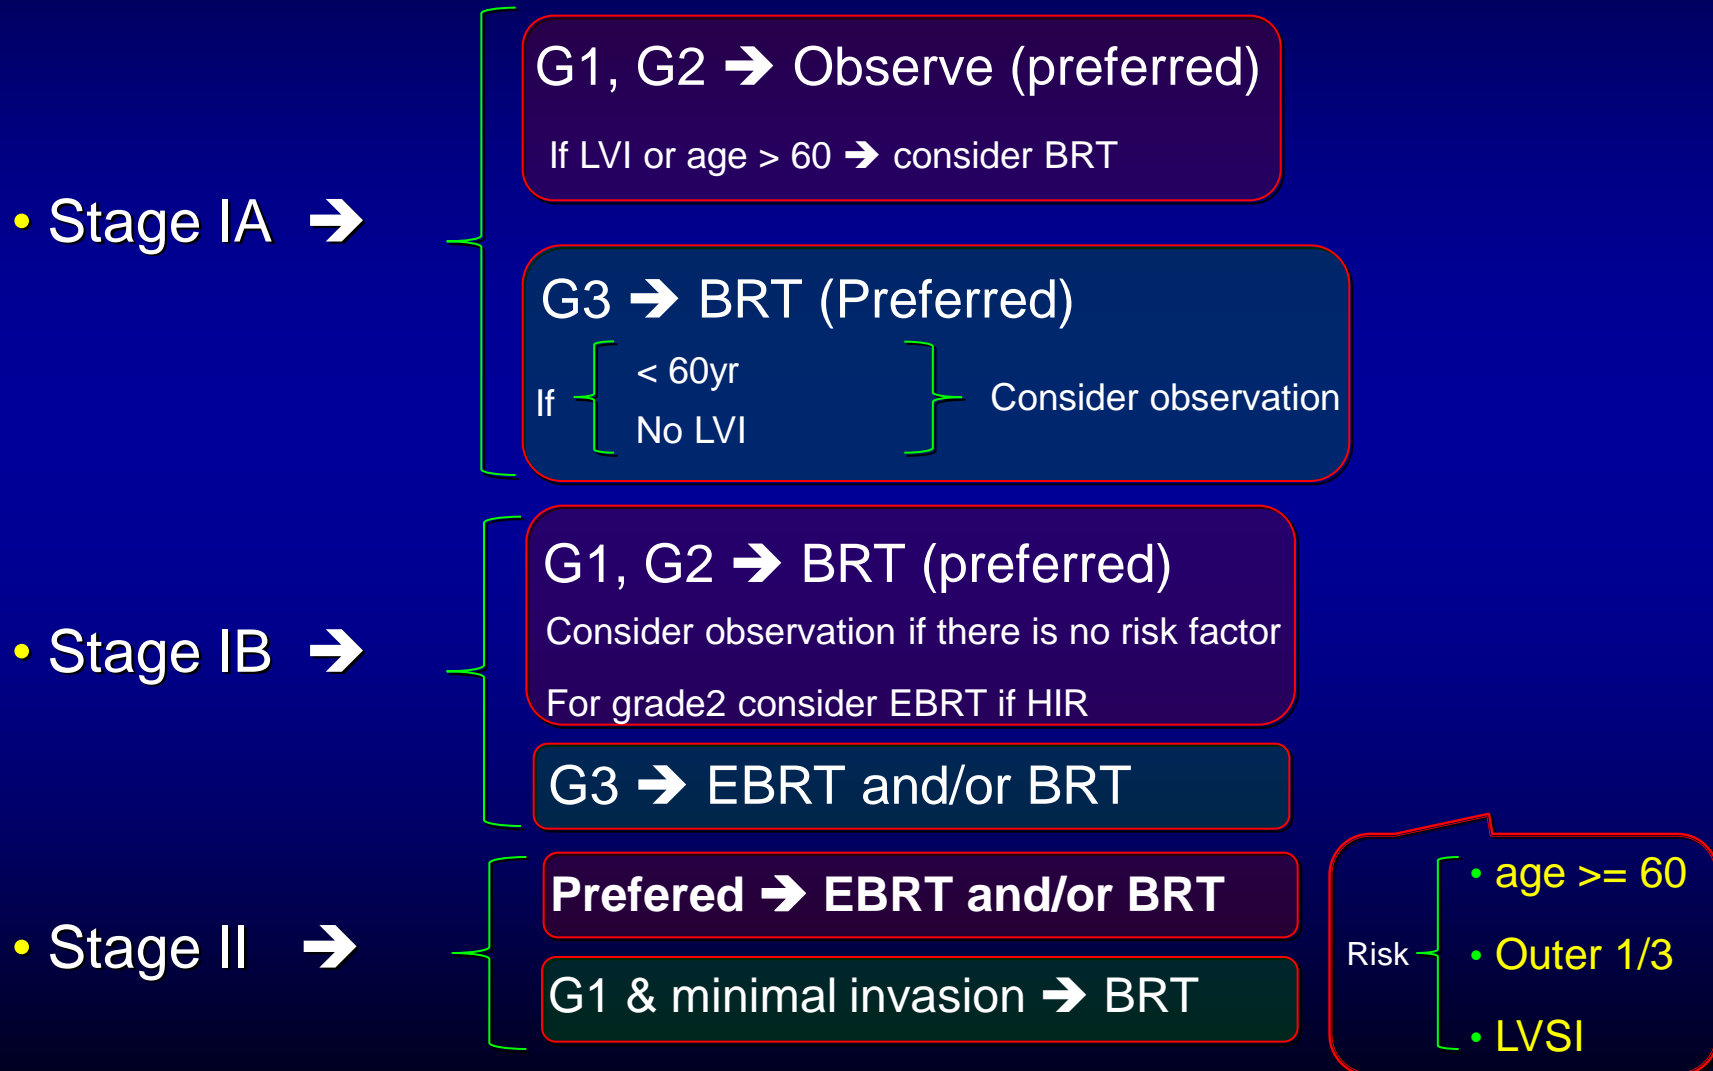 • Stage IA ➔
G1, G2 ➔ Observe (preferred)
If LVI or age > 60 ➔ consider BRT
G3 ➔ BRT (Preferred)
If
< 60yr
No LVI
Consider observation
• Stage IB ➔
G1, G2 ➔ BRT (preferred)
Consider observation if there is no risk factor
For grade2 consider EBRT if HIR
G3 ➔ EBRT and/or BRT
• Stage II ➔
Prefered ➔ EBRT and/or BRT
G1 & minimal invasion ➔ BRT
Risk
• age >= 60
• Outer 1/3
• LVSI